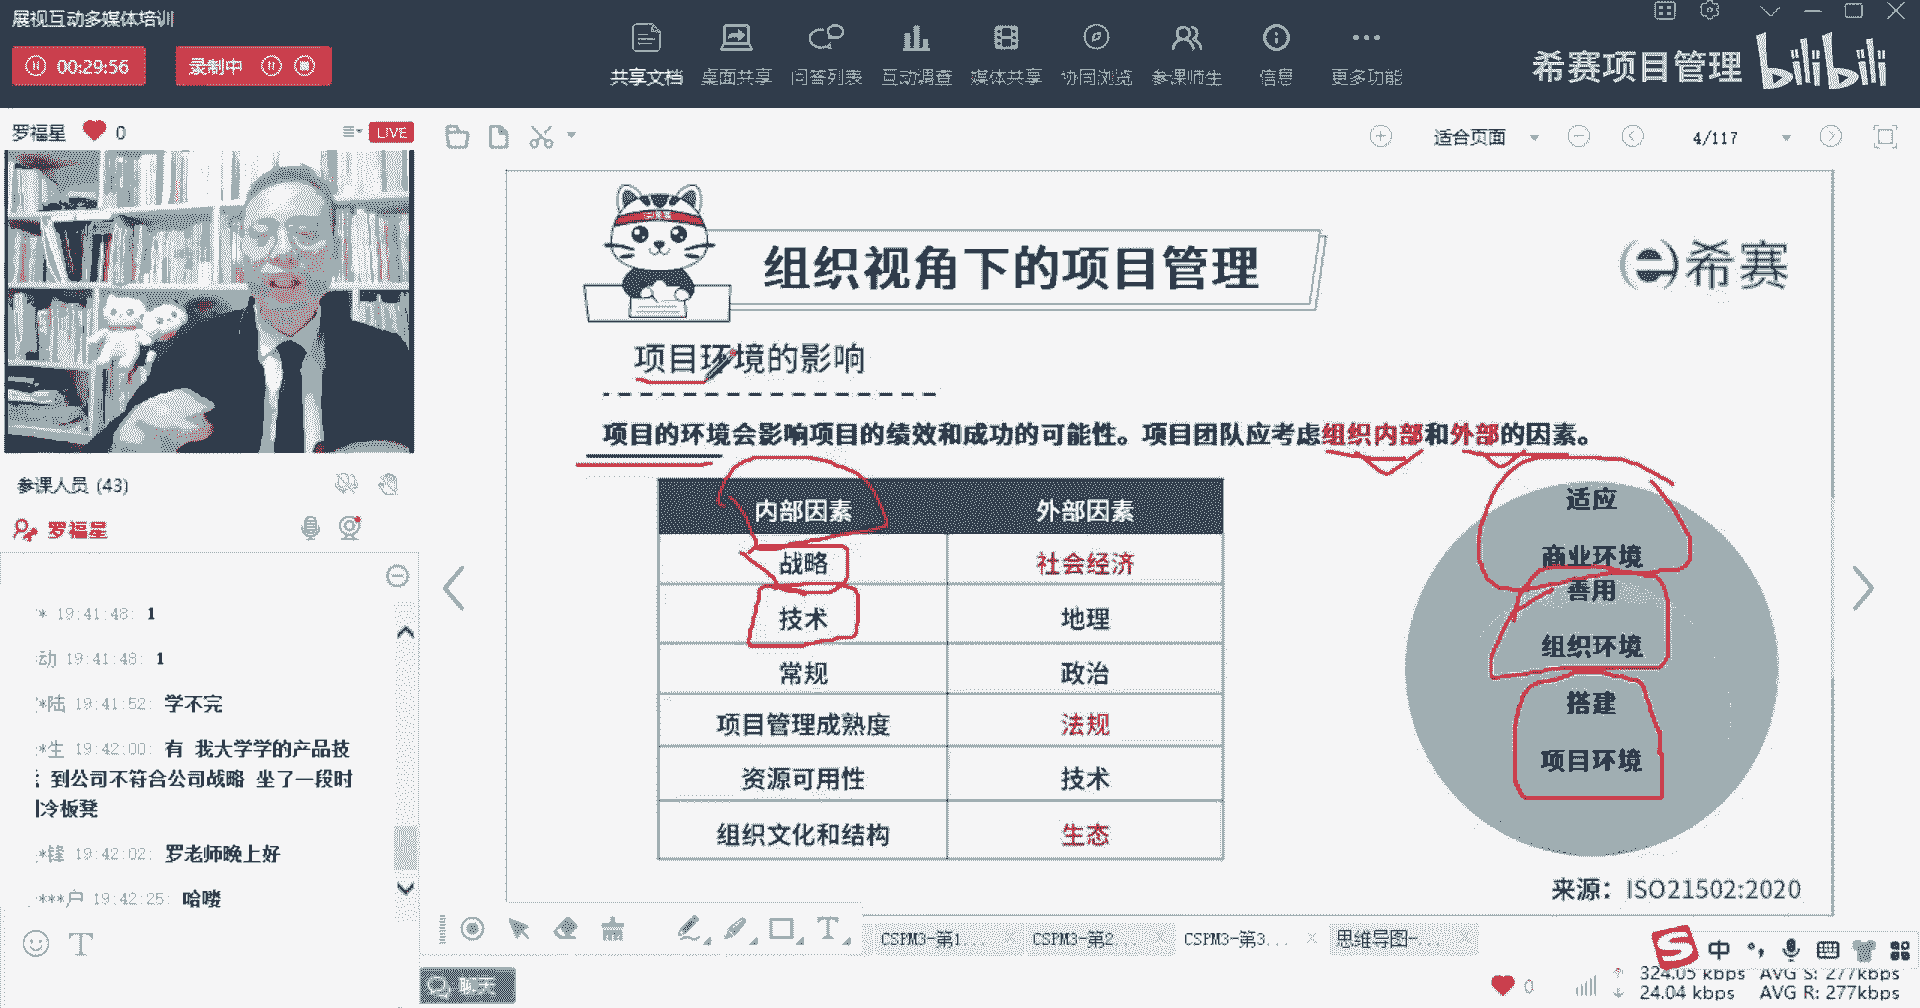 展视互动多媒体培训
00:29:56
录制中
共享文档 桌面共享 问答列表 互动调查 媒体共享 协同浏览 参课师生 信息 更多功能
希赛项目管理 bilibili
罗福星 0 LIVE
适合页面 4/117
组织视角下的项目管理
希赛
项目环境的影响
项目的环境会影响项目的绩效和成功的可能性。项目团队应考虑组织内部和外部的因素。
内部因素 外部因素
战略 社会经济
技术 地理
常规 政治
项目管理成熟度 法规
资源可用性 技术
组织文化和结构 生态
适应
商业环境
善用
组织环境
搭建
项目环境
来源：ISO21502:2020
参课人员 (43)
罗福星
* 19:41:48: 1
动 19:41:48: 1
*陆 19:41:52: 学不完
*生 19:42:00: 有 我大学学的产品技
到公司不符合公司战略 坐了一段时
冷板凳
*锋 19:42:02: 罗老师晚上好
***户 19:42:25: 哈喽
CSPM3-第1... CSPM3-第2... CSPM3-第3... 思维导图-...
聊天
中
0 324.05 kbps AVG S: 277kbps
24.04 kbps AVG R: 277kbps